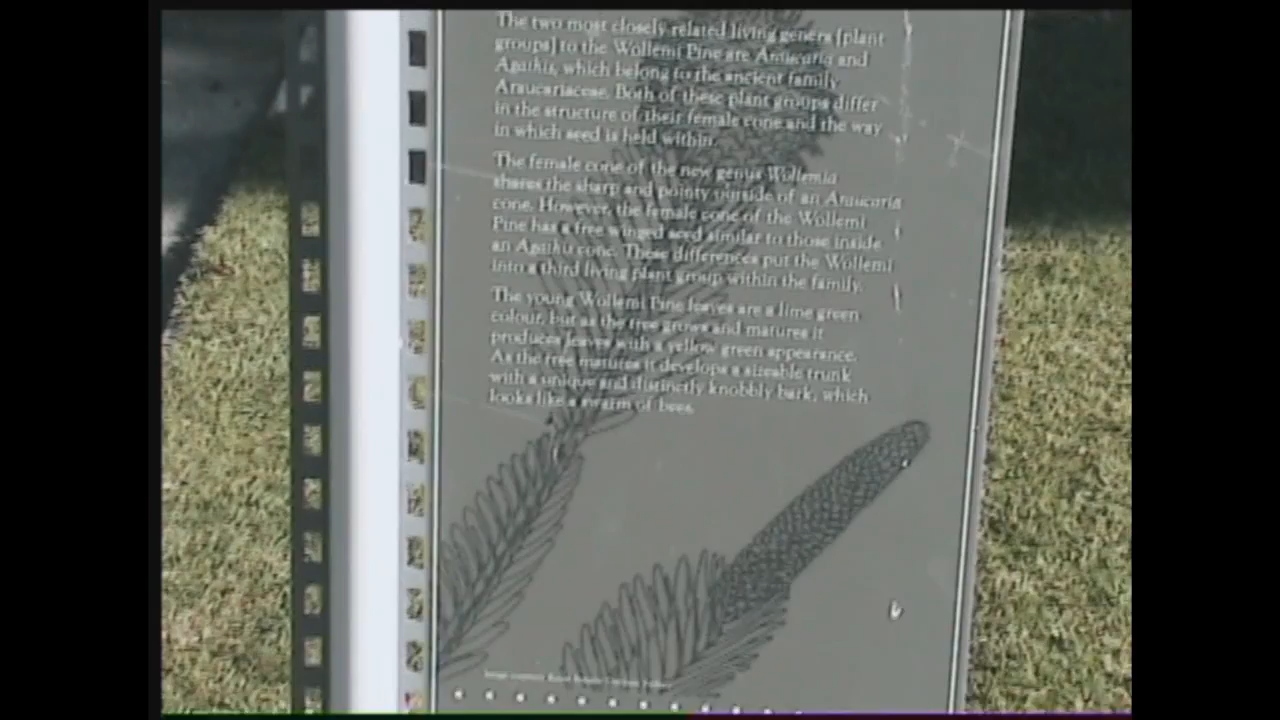 The two most closely related living genera [plant
groups] to the Wollemi Pine are Araucaria and
Agathis, which belong to the ancient family
Araucariaceae. Both of these plant groups differ
in the structure of their female cone and the way
in which seed is held within.
The female cone of the new genus Wollemia
shares the sharp and pointy outside of an Araucaria
cone. However, the female cone of the Wollemi
Pine has a free winged seed similar to those inside
an Agathis cone. These differences put the Wollemi
into a third living plant group within the family.
The young Wollemi Pine leaves are a lime green
colour, but as the tree grows and matures it
produces leaves with a yellow green appearance.
As the tree matures it develops a sizeable trunk
with a unique and distinctly knobbly bark, which
looks like a swarm of bees.